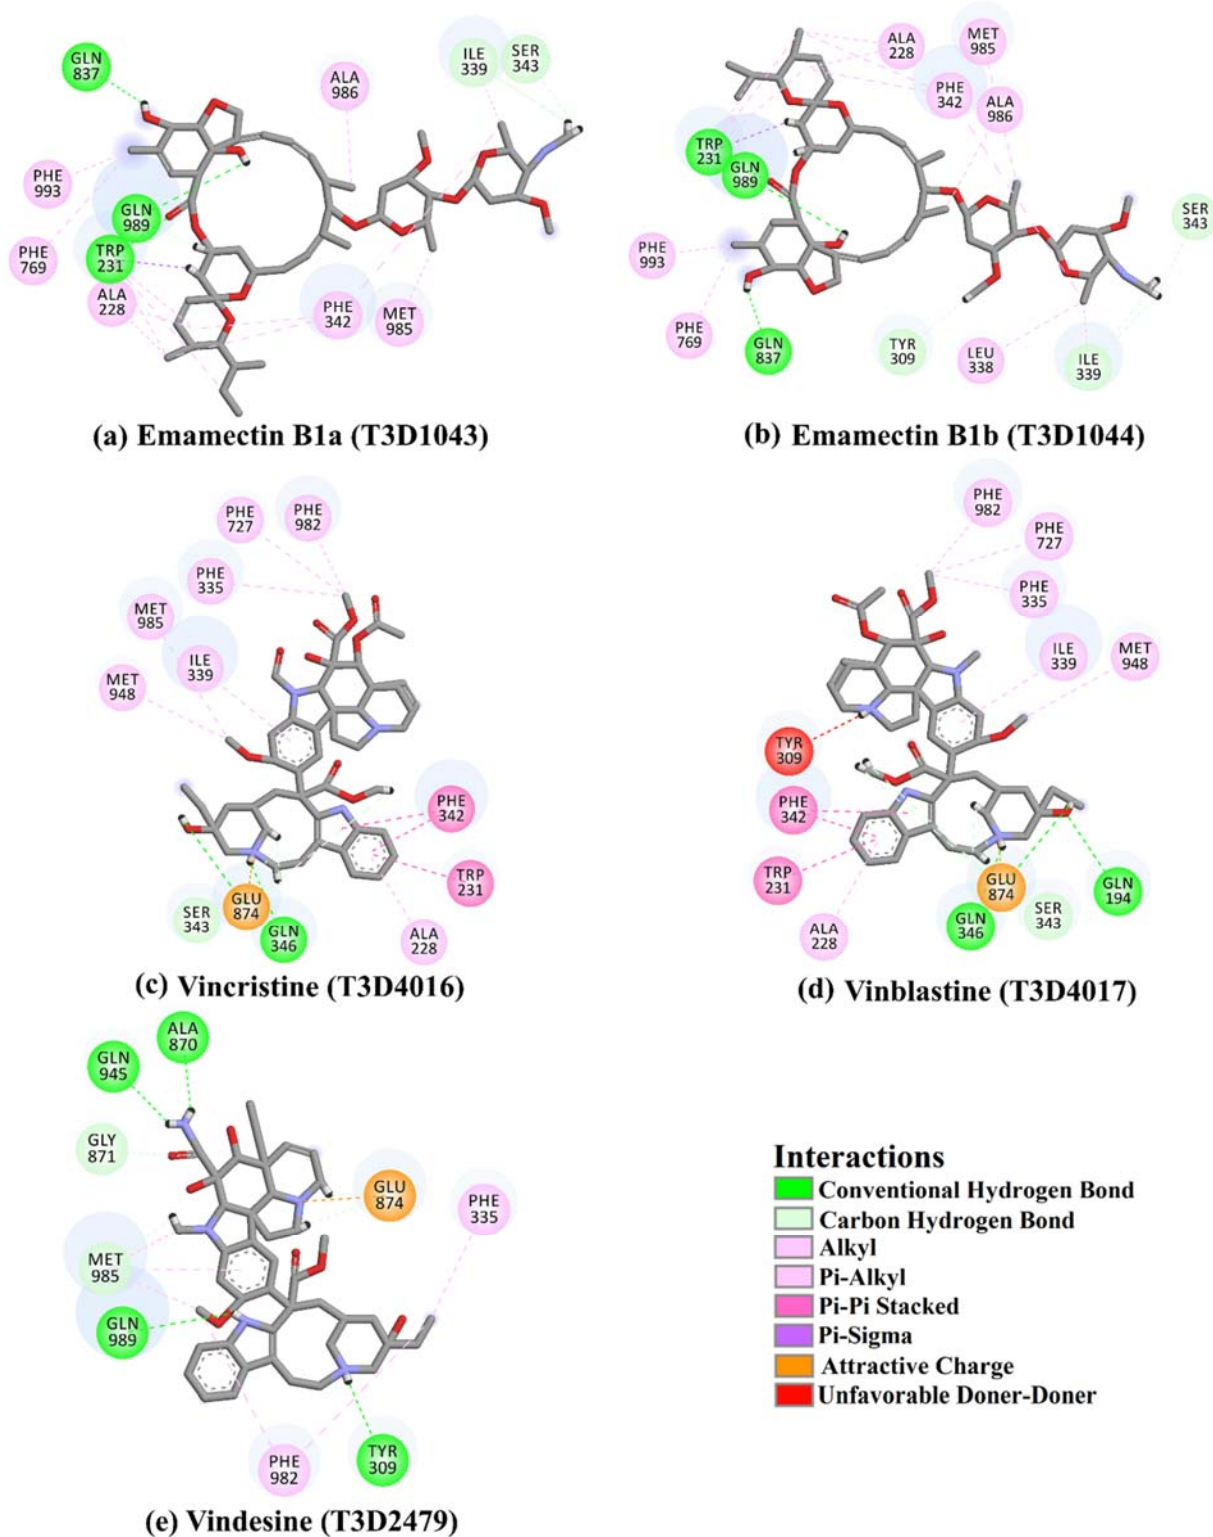 GLN
837
ALA
986
ILE
339
SER
343
PHE
993
GLN
989
PHE
769
TRP
231
ALA
228
PHE
342
MET
985
(a) Emamectin B1a (T3D1043)
ALA
228
MET
985
PHE
342
ALA
986
TRP
231
GLN
989
SER
343
PHE
993
PHE
769
GLN
837
TYR
309
LEU
338
ILE
339
(b) Emamectin B1b (T3D1044)
PHE
727
PHE
982
PHE
335
MET
985
ILE
339
MET
948
PHE
342
TRP
231
GLU
874
SER
343
GLN
346
ALA
228
(c) Vincristine (T3D4016)
PHE
982
PHE
727
PHE
335
ILE
339
MET
948
TYR
309
PHE
342
TRP
231
GLU
874
GLN
194
GLN
346
SER
343
ALA
228
(d) Vinblastine (T3D4017)
ALA
870
GLN
945
GLY
871
GLU
874
PHE
335
MET
985
GLN
989
PHE
982
TYR
309
(e) Vindesine (T3D2479)
Interactions
Conventional Hydrogen Bond
Carbon Hydrogen Bond
Alkyl
Pi-Alkyl
Pi-Pi Stacked
Pi-Sigma
Attractive Charge
Unfavorable Doner-Doner